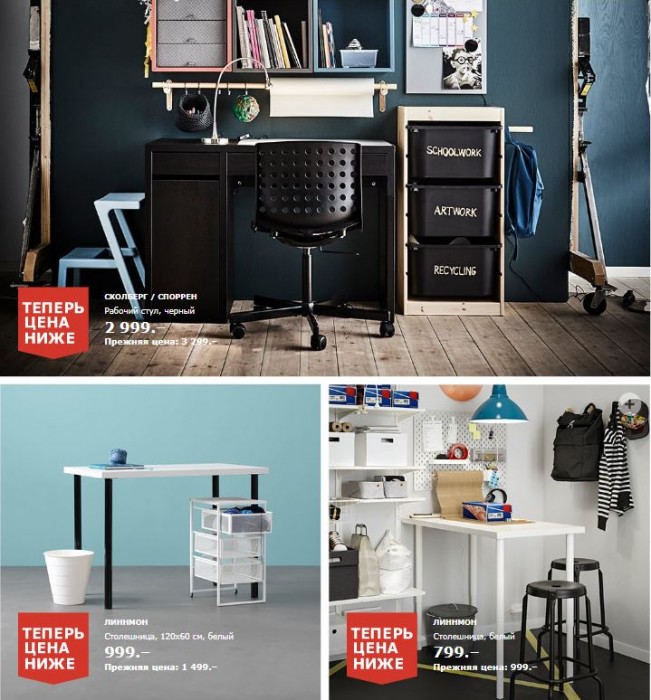 SCHOOLWORK
ARTWORK
RECYCLING
ТЕПЕРЬ
ЦЕНА
НИЖЕ
СКОЛБЕРГ / СПОРРЕН
Рабочий стул, черный
2 999.–
Прежняя цена: 3 799.–
ТЕПЕРЬ
ЦЕНА
НИЖЕ
ЛИННМОН
Столешница, 120x60 см, белый
999.–
Прежняя цена: 1 499.–
ТЕПЕРЬ
ЦЕНА
НИЖЕ
ЛИННМОН
Столешница, белый
799.–
Прежняя цена: 999.–